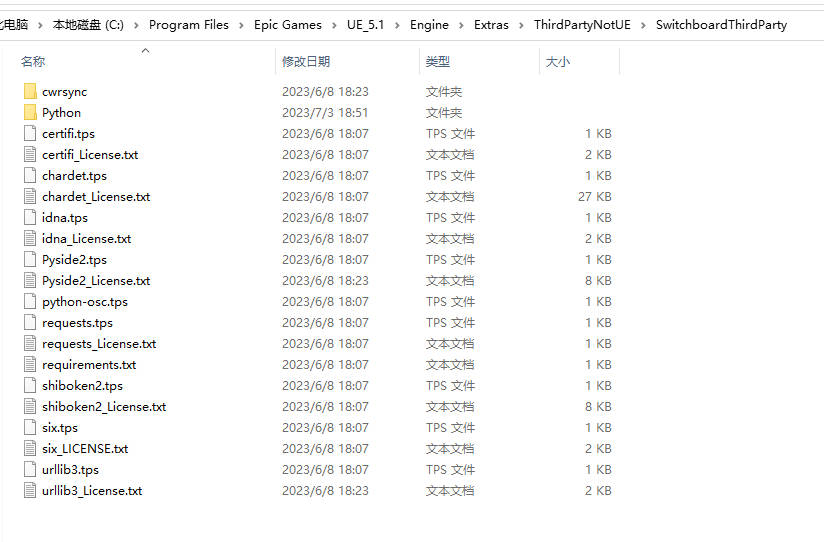 电脑 > 本地磁盘 (C:) > Program Files > Epic Games > UE_5.1 > Engine > Extras > ThirdPartyNotUE > SwitchboardThirdParty
名称 修改日期 类型 大小
cwrsync 2023/6/8 18:23 文件夹
Python 2023/7/3 18:51 文件夹
certifi.tps 2023/6/8 18:07 TPS 文件 1 KB
certifi_License.txt 2023/6/8 18:07 文本文档 2 KB
chardet.tps 2023/6/8 18:07 TPS 文件 1 KB
chardet_License.txt 2023/6/8 18:07 文本文档 27 KB
idna.tps 2023/6/8 18:07 TPS 文件 1 KB
idna_License.txt 2023/6/8 18:07 文本文档 2 KB
Pyside2.tps 2023/6/8 18:07 TPS 文件 1 KB
Pyside2_License.txt 2023/6/8 18:23 文本文档 8 KB
python-osc.tps 2023/6/8 18:07 TPS 文件 1 KB
requests.tps 2023/6/8 18:07 TPS 文件 1 KB
requests_License.txt 2023/6/8 18:07 文本文档 1 KB
requirements.txt 2023/6/8 18:07 文本文档 1 KB
shiboken2.tps 2023/6/8 18:07 TPS 文件 1 KB
shiboken2_License.txt 2023/6/8 18:07 文本文档 8 KB
six.tps 2023/6/8 18:07 TPS 文件 1 KB
six_LICENSE.txt 2023/6/8 18:07 文本文档 2 KB
urllib3.tps 2023/6/8 18:07 TPS 文件 1 KB
urllib3_License.txt 2023/6/8 18:23 文本文档 2 KB